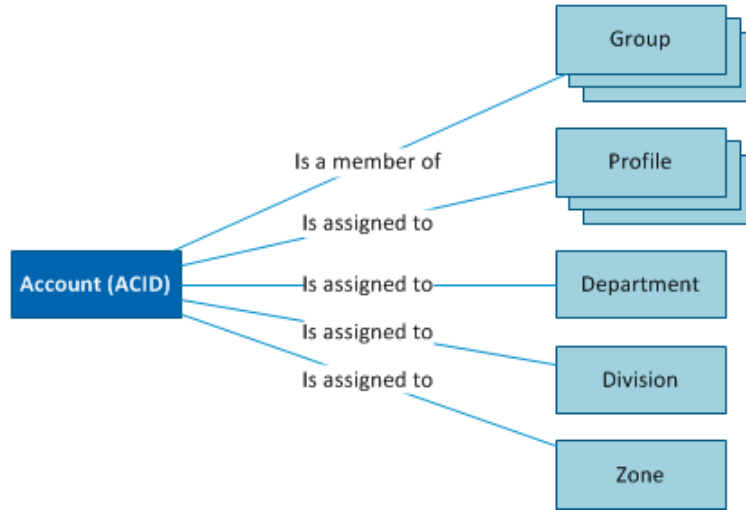 Group
Is a member of
Profile
Is assigned to
Account (ACID)
Is assigned to
Department
Is assigned to
Division
Is assigned to
Zone